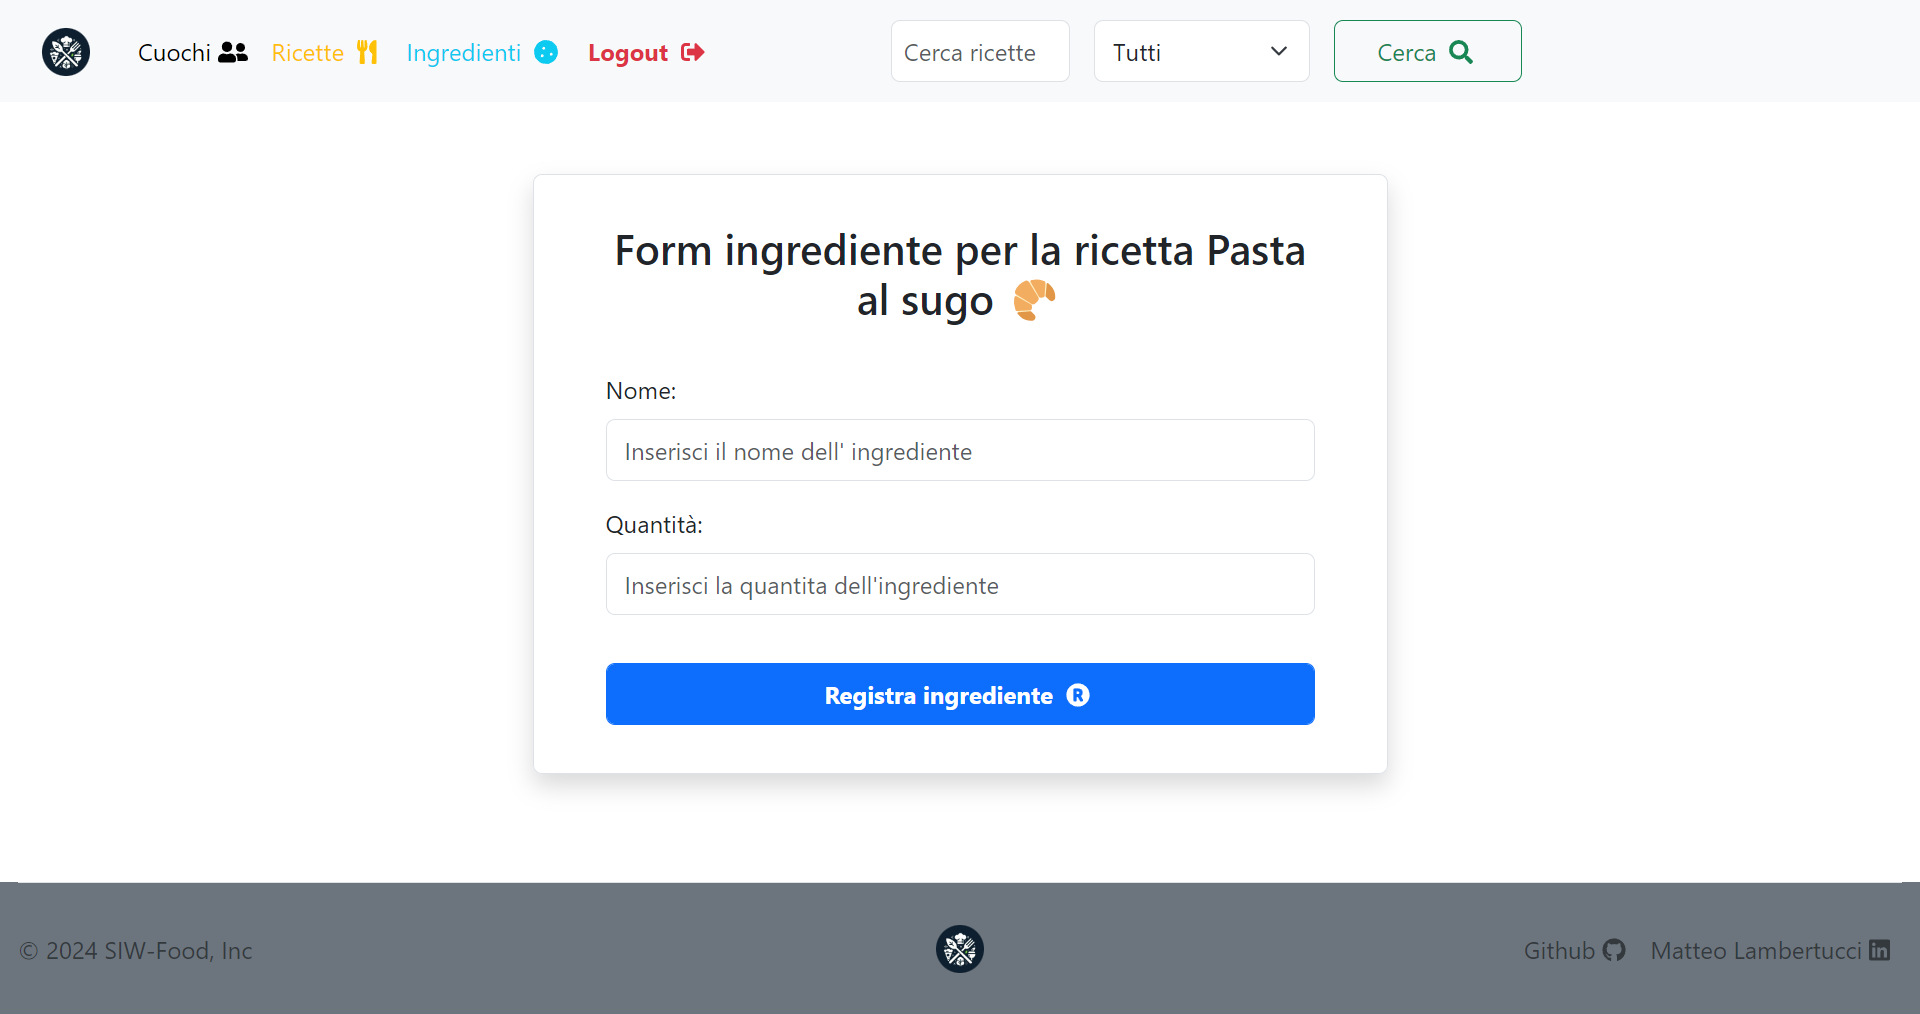 Cuochi Ricette Ingredienti Logout Cerca ricette Tutti Cerca
Form ingrediente per la ricetta Pasta
al sugo
Nome:
Inserisci il nome dell' ingrediente
Quantità:
Inserisci la quantita dell'ingrediente
Registra ingrediente
© 2024 SIW-Food, Inc Github Matteo Lambertucci